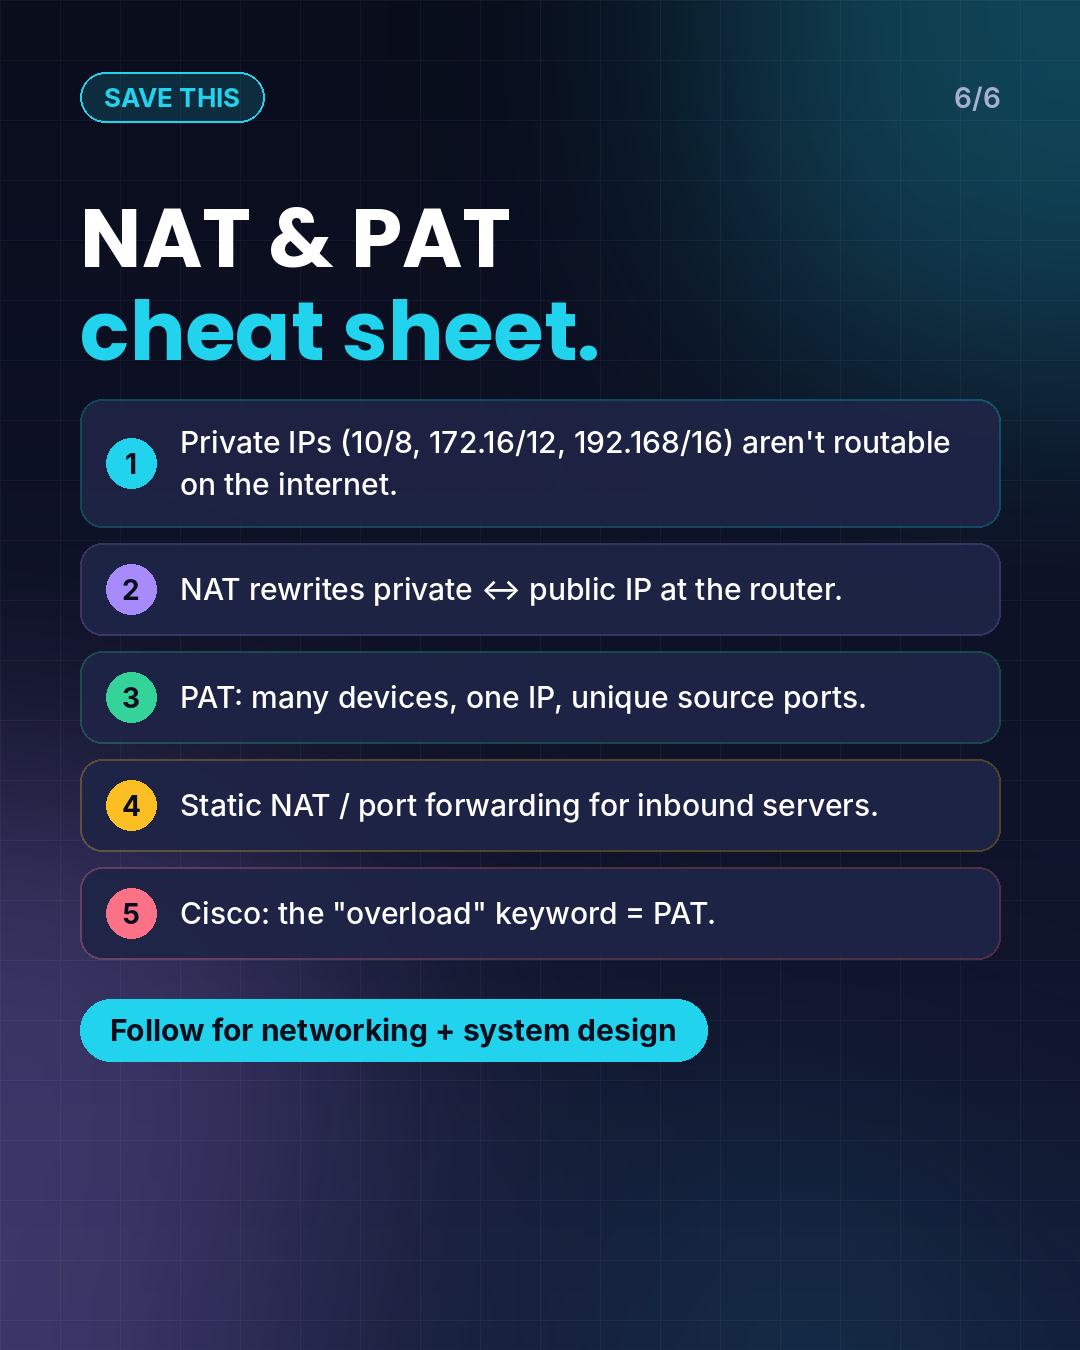 SAVE THIS
6/6
NAT & PAT
cheat sheet.
1
Private IPs (10/8, 172.16/12, 192.168/16) aren't routable
on the internet.
2
NAT rewrites private ↔ public IP at the router.
3
PAT: many devices, one IP, unique source ports.
4
Static NAT / port forwarding for inbound servers.
5
Cisco: the "overload" keyword = PAT.
Follow for networking + system design